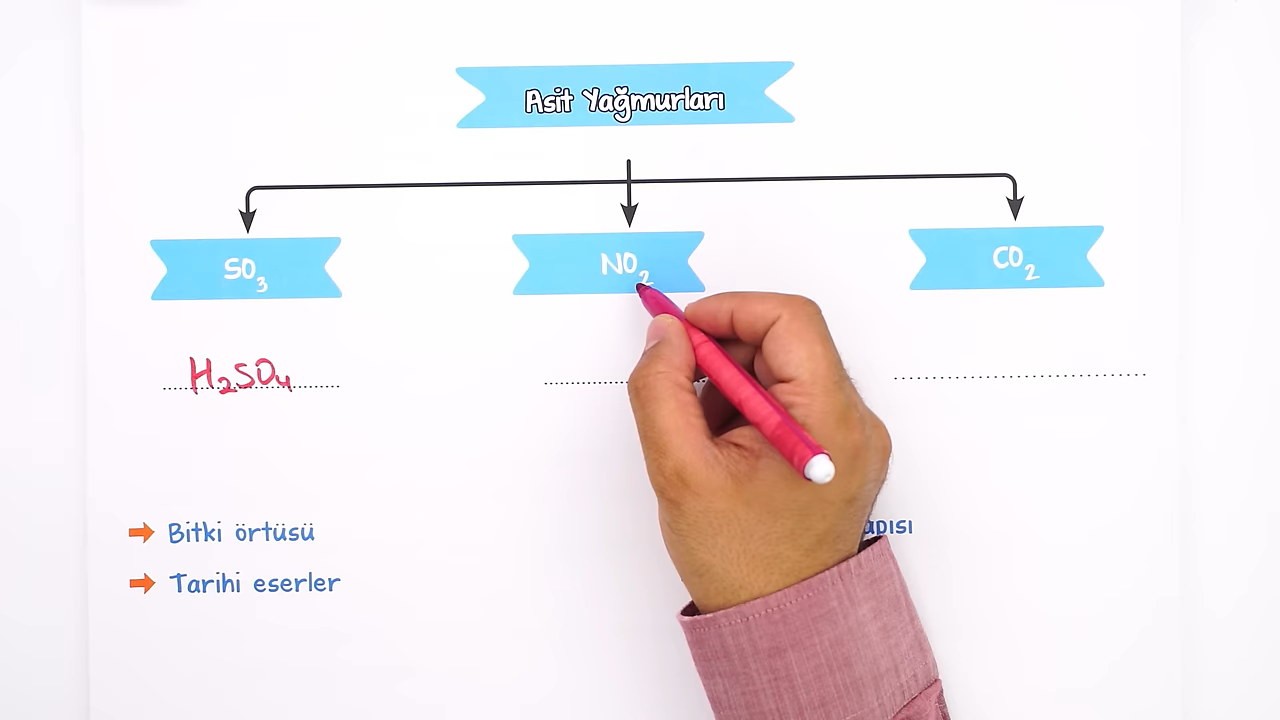 Asit Yağmurları
SO3
NO2
CO2
H2SO4
Bitki örtüsü
Tarihi eserler